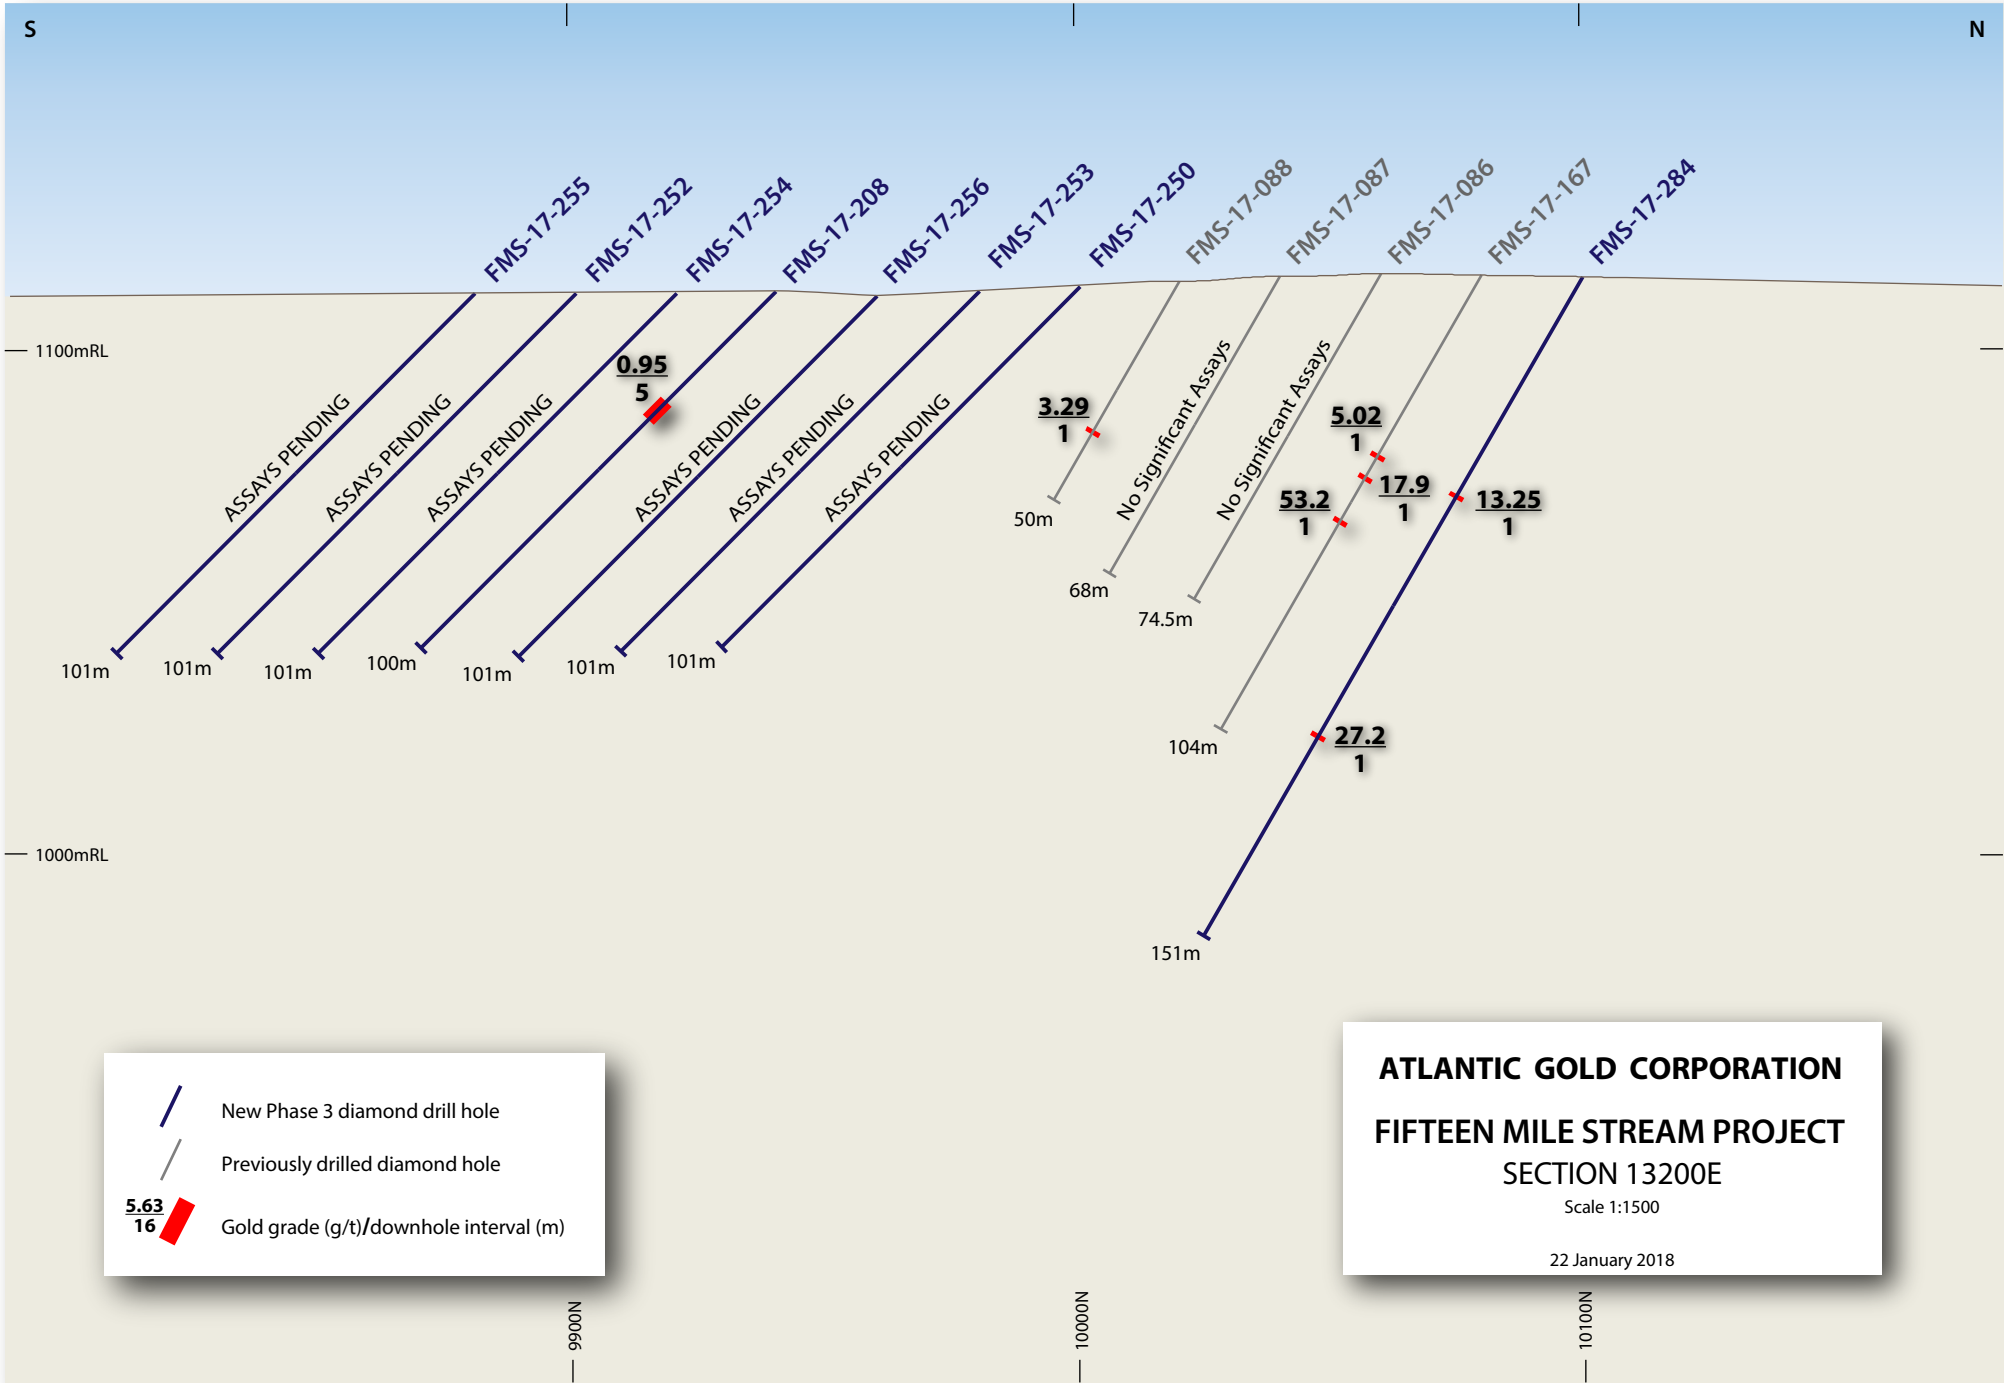 S
N
FMS-17-255
FMS-17-252
FMS-17-254
FMS-17-208
FMS-17-256
FMS-17-253
FMS-17-250
FMS-17-088
FMS-17-087
FMS-17-086
FMS-17-167
FMS-17-284
1100mRL
ASSAYS PENDING
ASSAYS PENDING
ASSAYS PENDING
0.95
5
ASSAYS PENDING
ASSAYS PENDING
ASSAYS PENDING
3.29
1
No Significant Assays
No Significant Assays
5.02
1
17.9
1
53.2
1
13.25
1
50m
68m
74.5m
101m
101m
101m
100m
101m
101m
101m
104m
27.2
1
1000mRL
151m
New Phase 3 diamond drill hole
Previously drilled diamond hole
5.63
16
Gold grade (g/t)/downhole interval (m)
ATLANTIC GOLD CORPORATION
FIFTEEN MILE STREAM PROJECT
SECTION 13200E
Scale 1:1500
22 January 2018
9900N
10000N
10100N